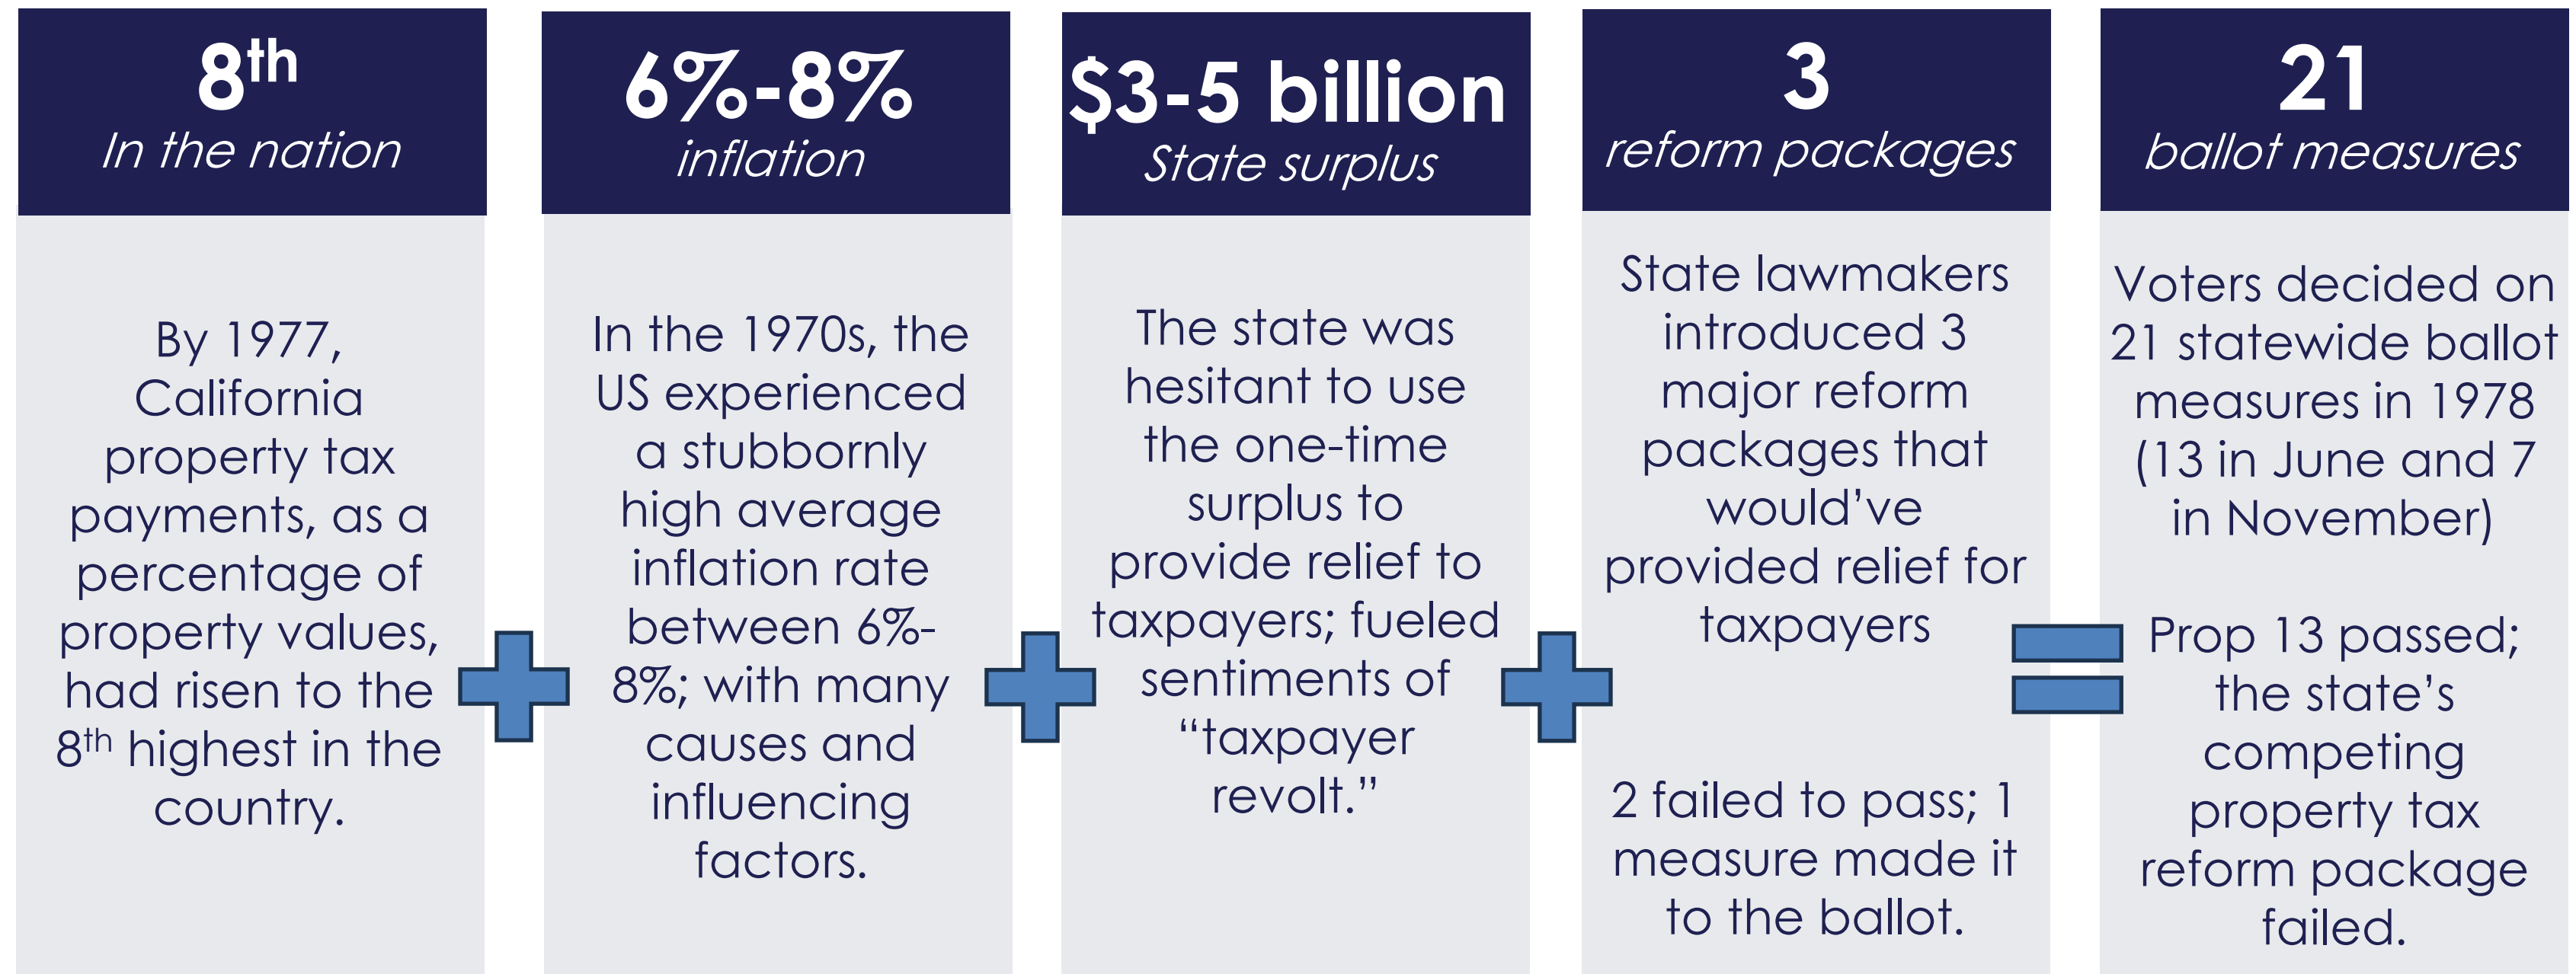 8th
In the nation
By 1977,
California
property tax
payments, as a
percentage of
property values,
had risen to the
8th highest in the
country.
6%-8%
inflation
In the 1970s, the
US experienced
a stubbornly
high average
inflation rate
between 6%-
8%; with many
causes and
influencing
factors.
$3-5 billion
State surplus
The state was
hesitant to use
the one-time
surplus to
provide relief to
taxpayers; fueled
sentiments of
“taxpayer
revolt.”
3
reform packages
State lawmakers
introduced 3
major reform
packages that
would’ve
provided relief for
taxpayers
2 failed to pass; 1
measure made it
to the ballot.
21
ballot measures
Voters decided on
21 statewide ballot
measures in 1978
(13 in June and 7
in November)
Prop 13 passed;
the state’s
competing
property tax
reform package
failed.